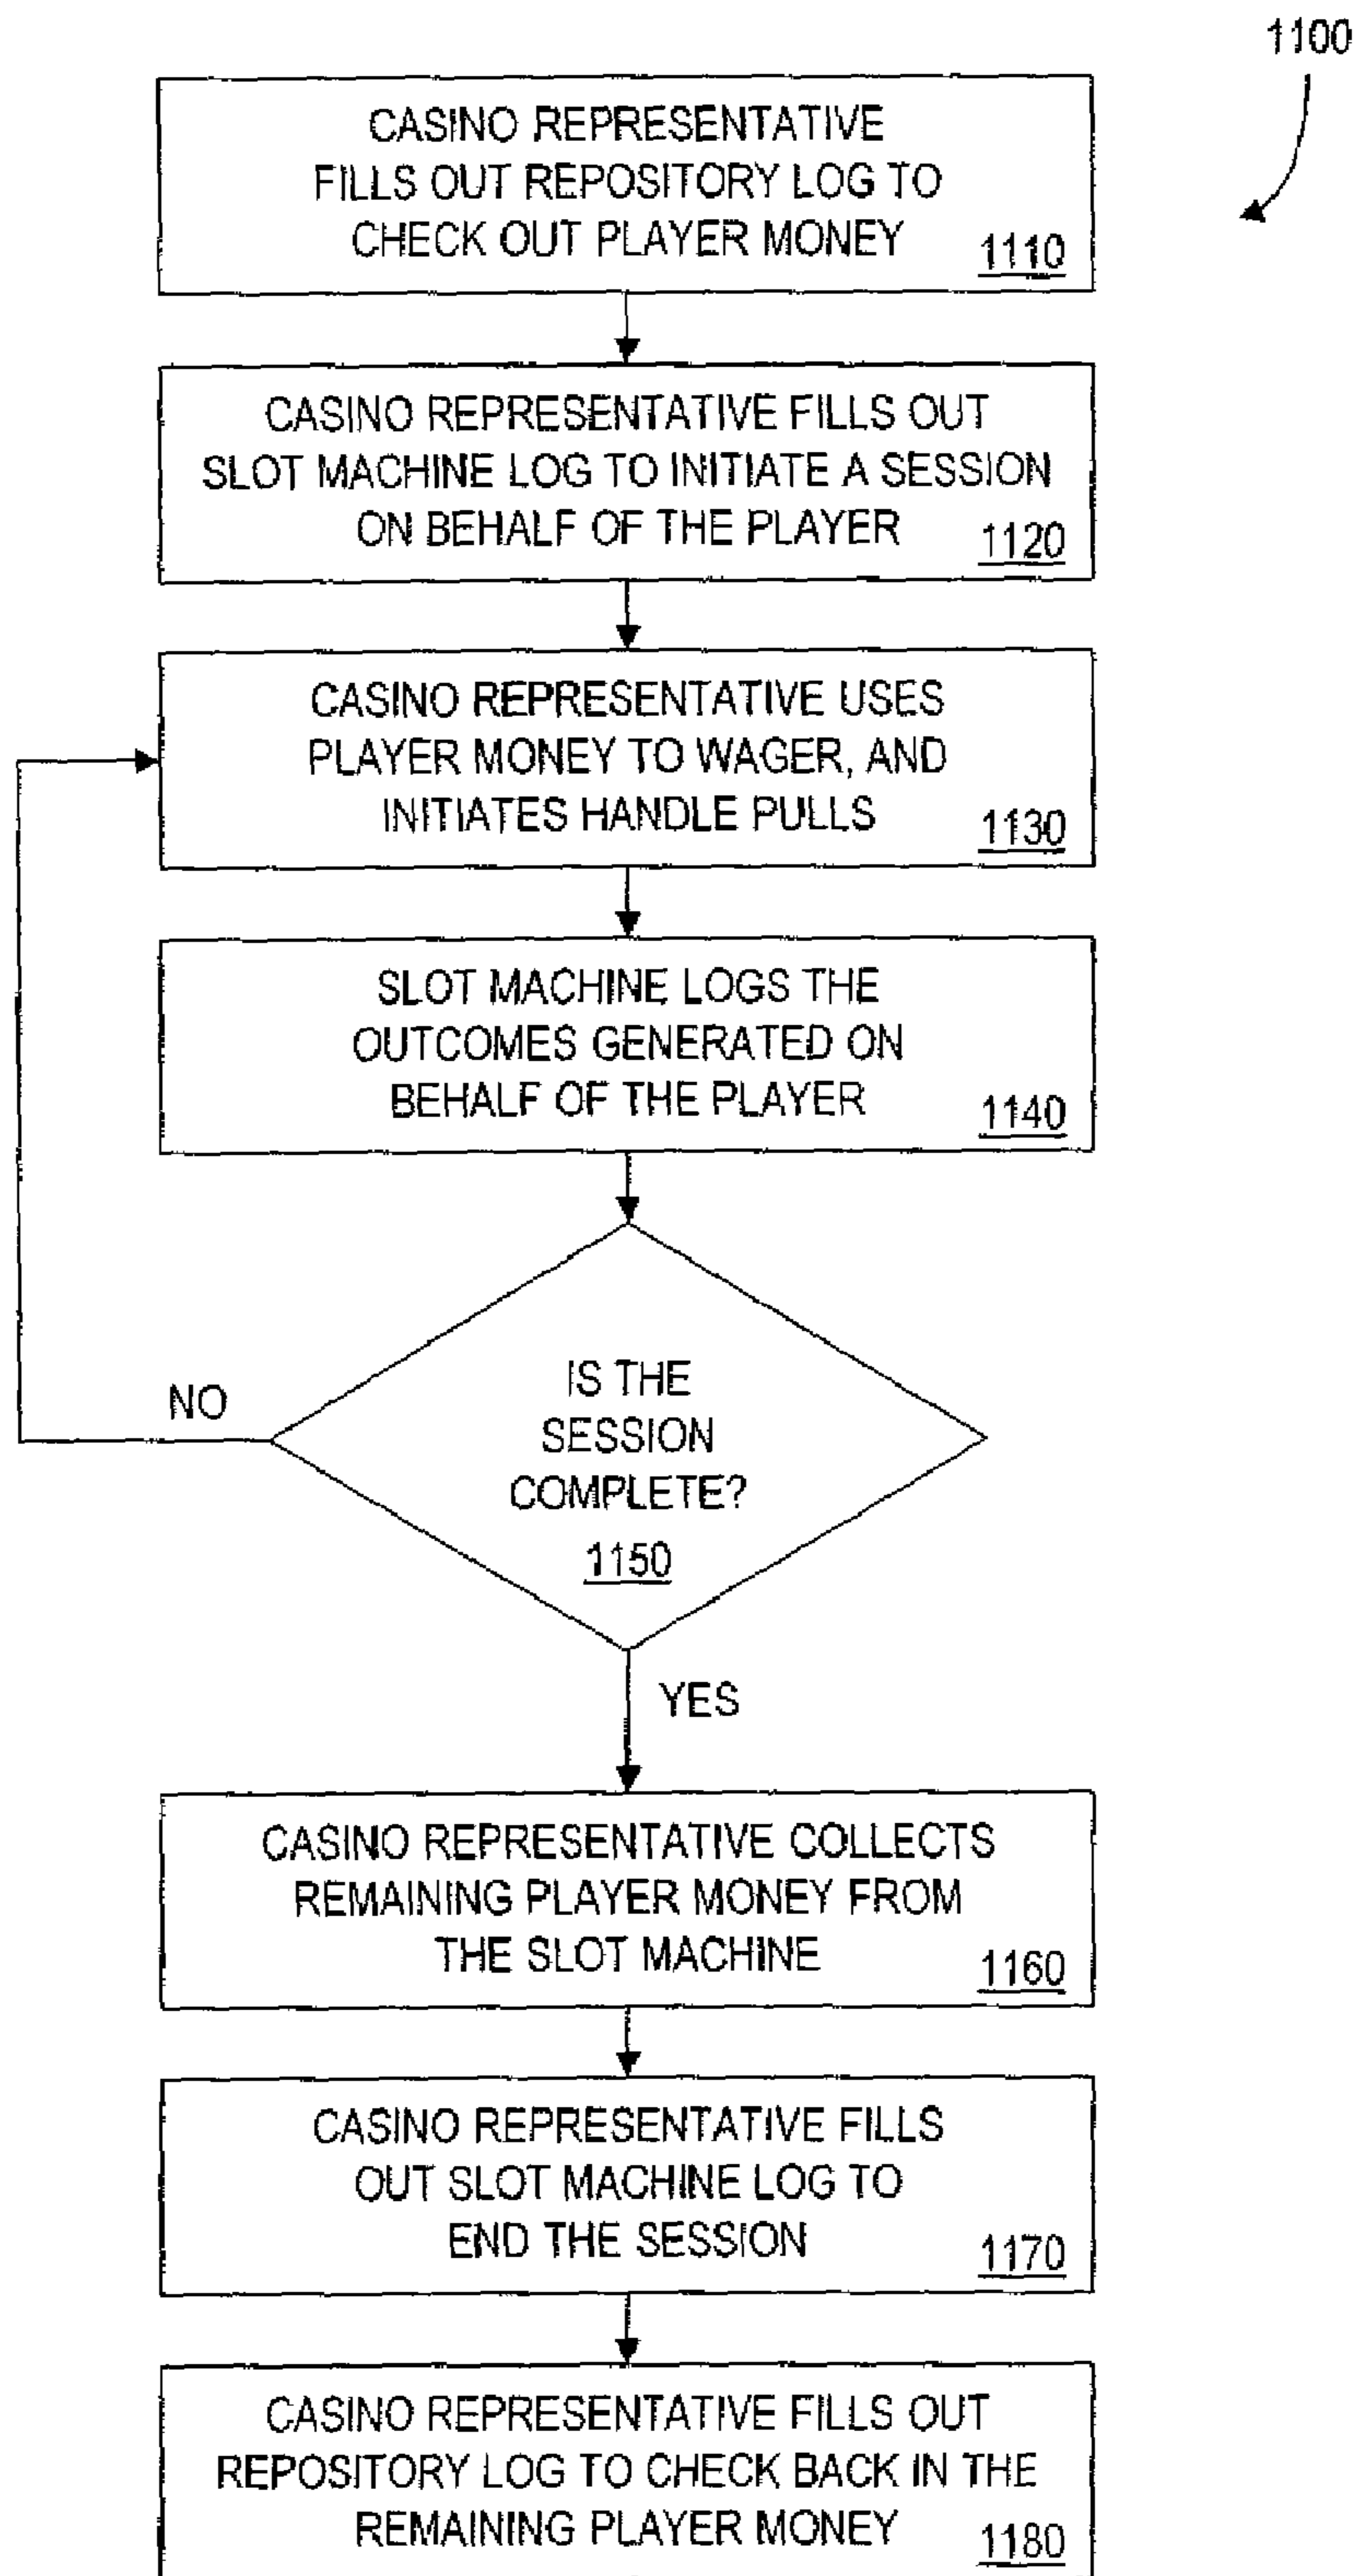 1100
CASINO REPRESENTATIVE
FILLS OUT REPOSITORY LOG TO
CHECK OUT PLAYER MONEY
1110
CASINO REPRESENTATIVE FILLS OUT
SLOT MACHINE LOG TO INITIATE A SESSION
ON BEHALF OF THE PLAYER
1120
CASINO REPRESENTATIVE USES
PLAYER MONEY TO WAGER, AND
INITIATES HANDLE PULLS
1130
SLOT MACHINE LOGS THE
OUTCOMES GENERATED ON
BEHALF OF THE PLAYER
1140
IS THE
SESSION
COMPLETE?
1150
NO
YES
CASINO REPRESENTATIVE COLLECTS
REMAINING PLAYER MONEY FROM
THE SLOT MACHINE
1160
CASINO REPRESENTATIVE FILLS
OUT SLOT MACHINE LOG TO
END THE SESSION
1170
CASINO REPRESENTATIVE FILLS OUT
REPOSITORY LOG TO CHECK BACK IN THE
REMAINING PLAYER MONEY
1180